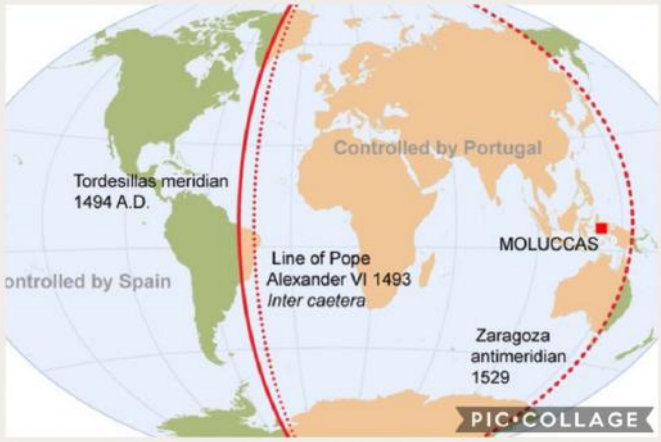 Controlled by Portugal
Tordesillas meridian
1494 A.D.
MOLUCCAS
Line of Pope
Alexander VI 1493
Inter caetera
ontrolled by Spain
Zaragoza
antimeridian
1529
PIC•COLLAGE